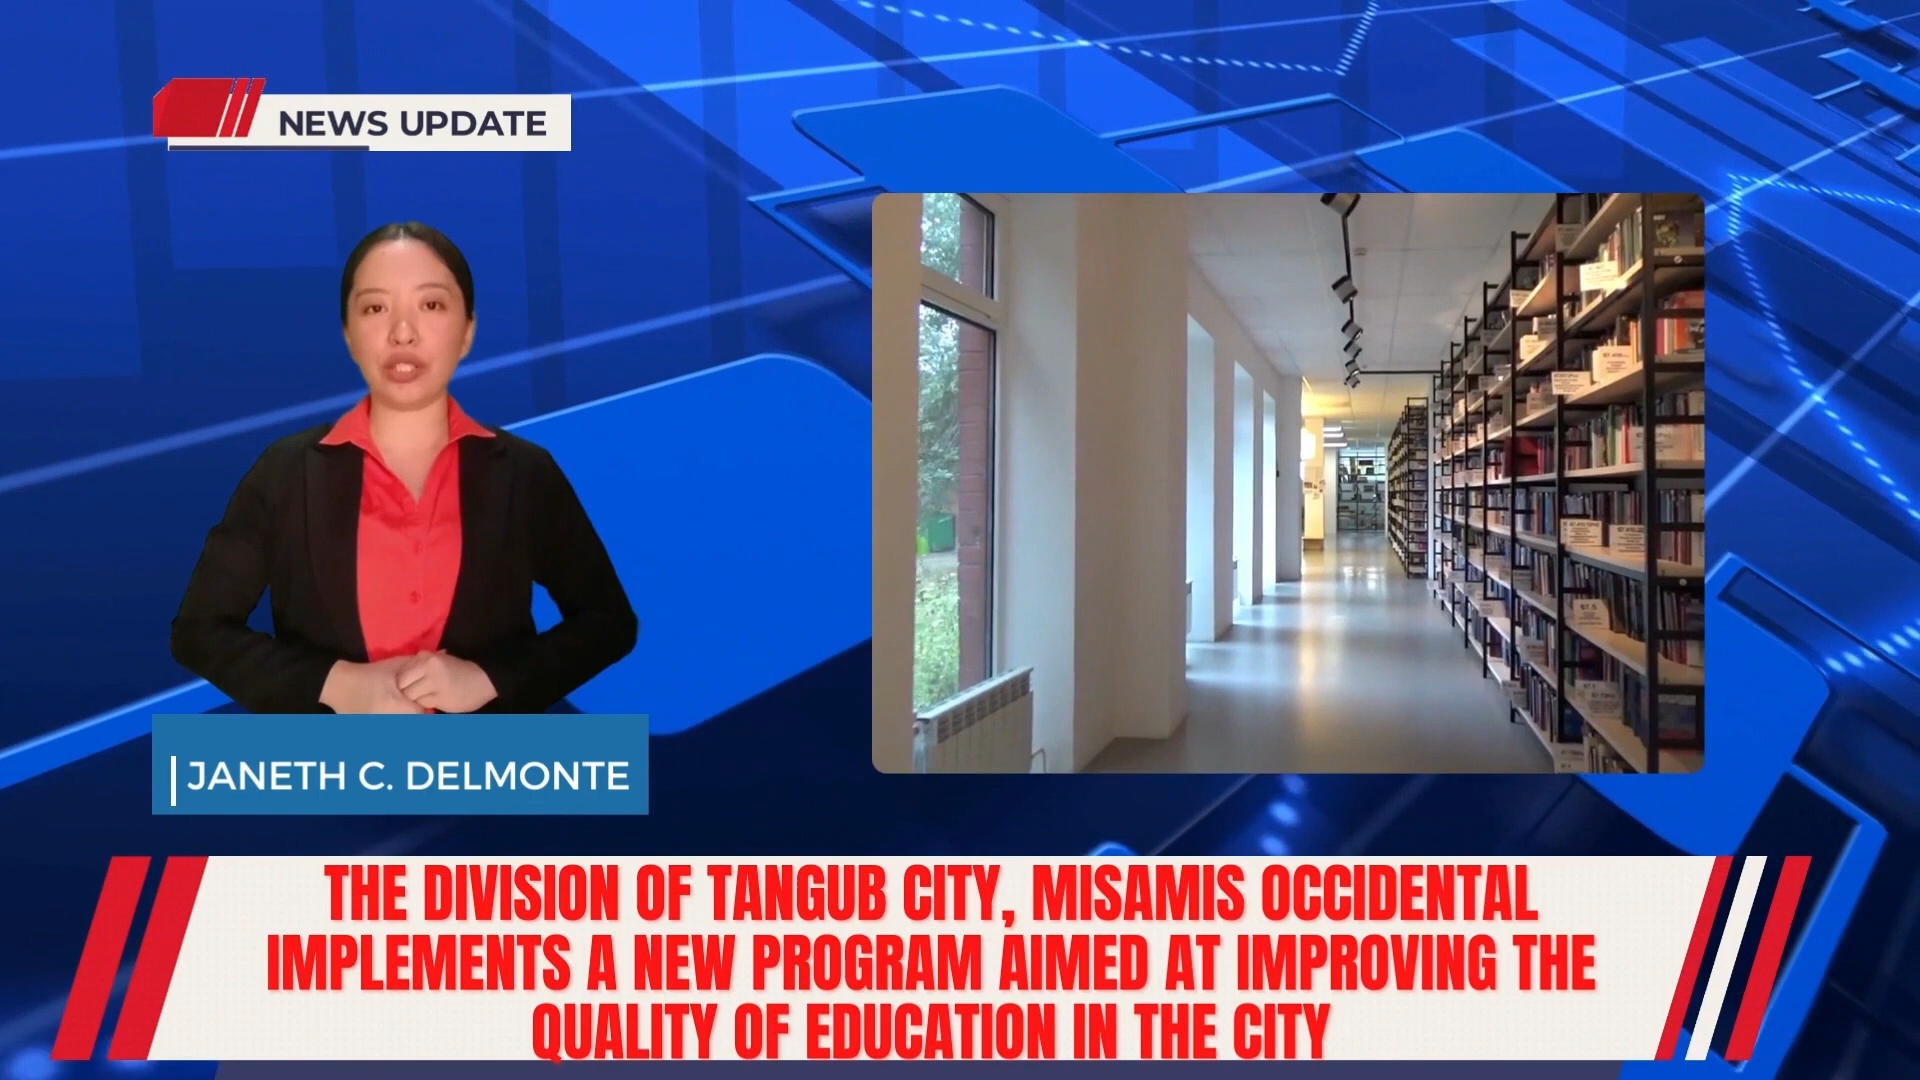 NEWS UPDATE
JANETH C. DELMONTE
THE DIVISION OF TANGUB CITY, MISAMIS OCCIDENTAL
IMPLEMENTS A NEW PROGRAM AIMED AT IMPROVING THE
QUALITY OF EDUCATION IN THE CITY